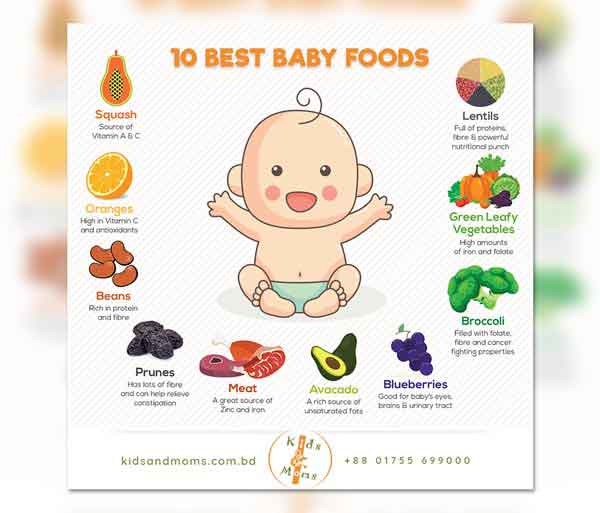 10 BEST BABY FOODS
Squash
Source of
Vitamin A & C
Oranges
High in Vitamin C
and antioxidants
Beans
Rich in protein
and fibre
Prunes
Has lots of fibre
and can help relieve
constipation
Meat
A great source of
Zinc and Iron
Avocado
A rich source of
unsaturated fats
Blueberries
Good for baby's eyes,
brains & urinary tract
Lentils
Full of proteins,
fibre & powerful
nutritional punch
Green Leafy
Vegetables
High amounts
of iron and folate
Broccoli
Filled with folate,
fibre and cancer
fighting properties
kidsandmoms.com.bd
Kids
Moms
+88 01755 699000